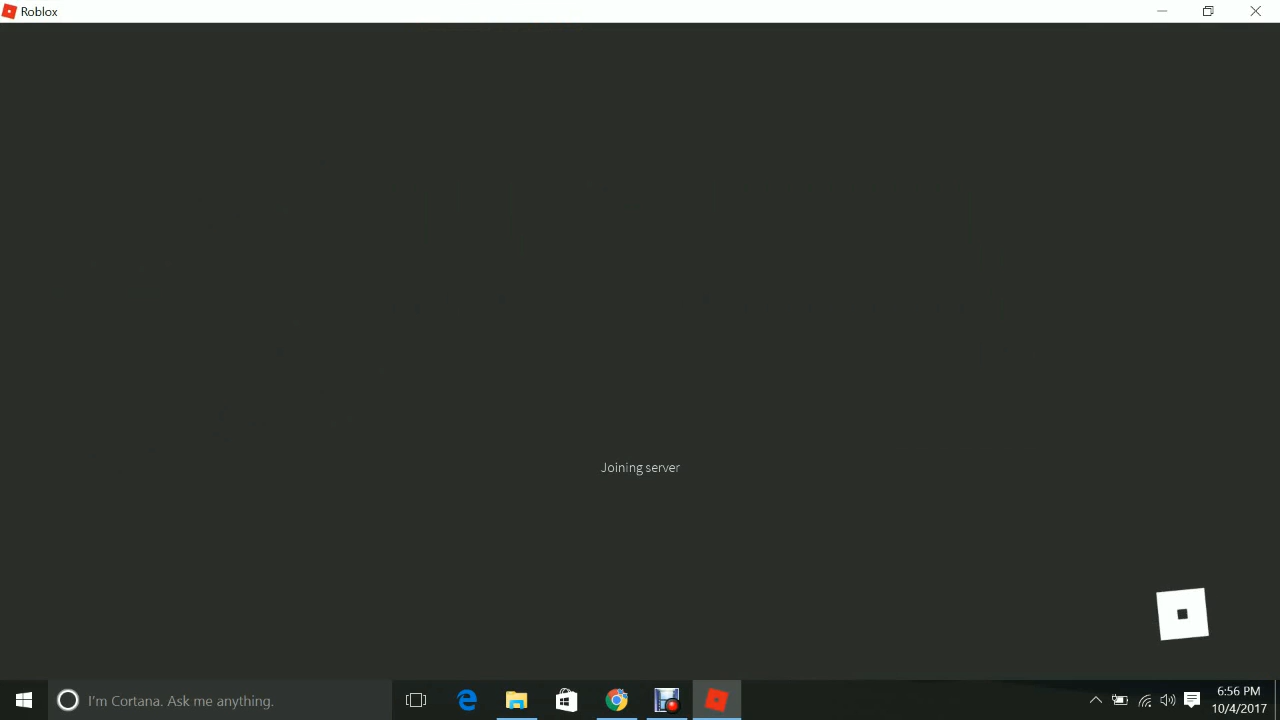 Roblox
Joining server
I'm Cortana. Ask me anything.
6:56 PM
10/4/2017